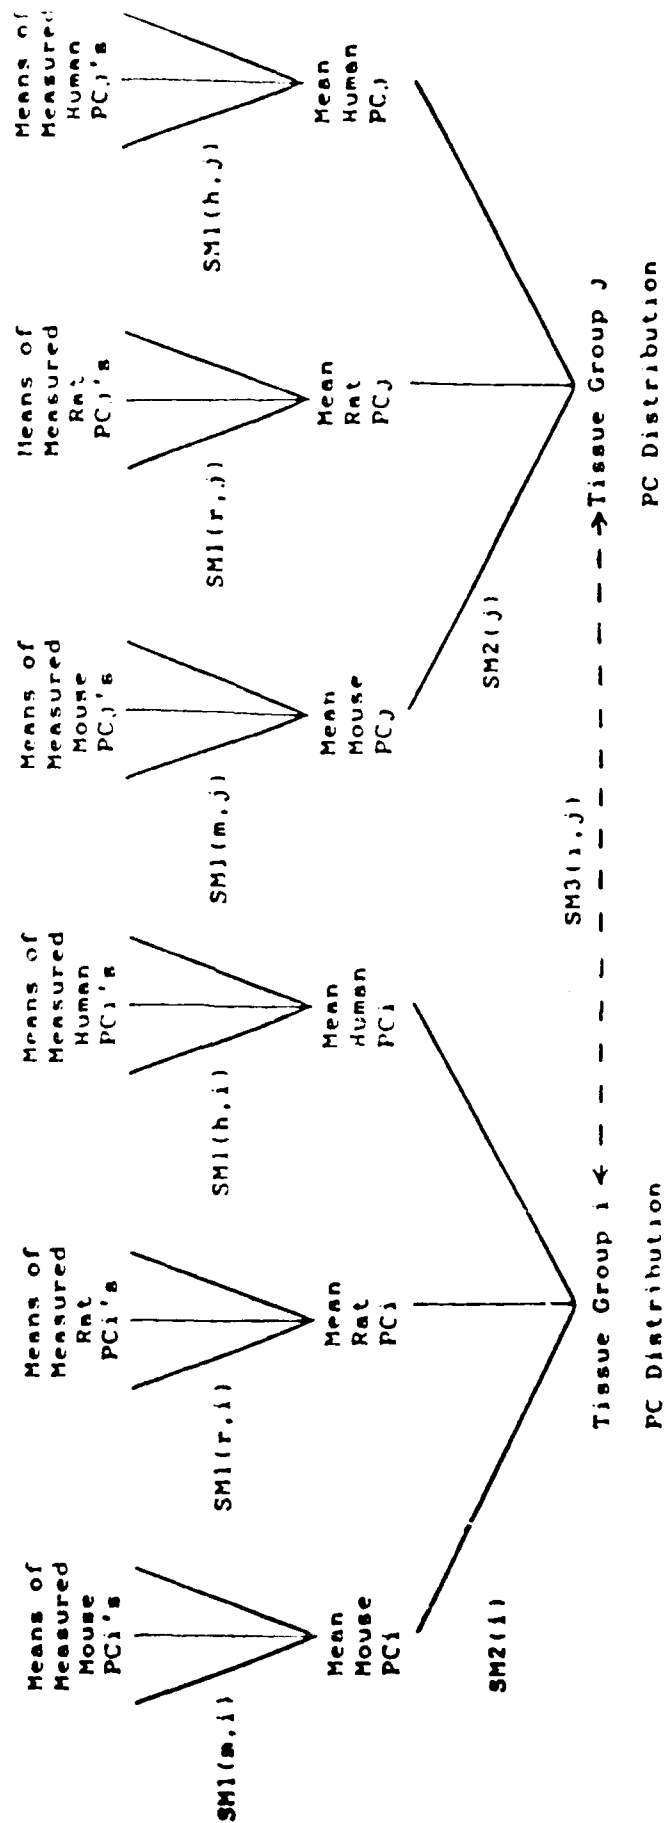 Means of
Measured
Mouse
PCi's
Means of
Measured
Rat
PCi's
Means of
Measured
Human
PCi's
Means of
Measured
Mouse
PCj's
Means of
Measured
Rat
PCj's
Means of
Measured
Human
PCj's
SM1(m,i)
SM1(r,i)
SM1(h,i)
SM1(m,j)
SM1(r,j)
SM1(h,j)
Mean
Mouse
PCi
Mean
Rat
PCi
Mean
Human
PCi
Mean
Mouse
PCj
Mean
Rat
PCj
Mean
Human
PCj
SM2(i)
SM2(j)
SM3(i,j)
Tissue Group i
PC Distribution
Tissue Group j
PC Distribution